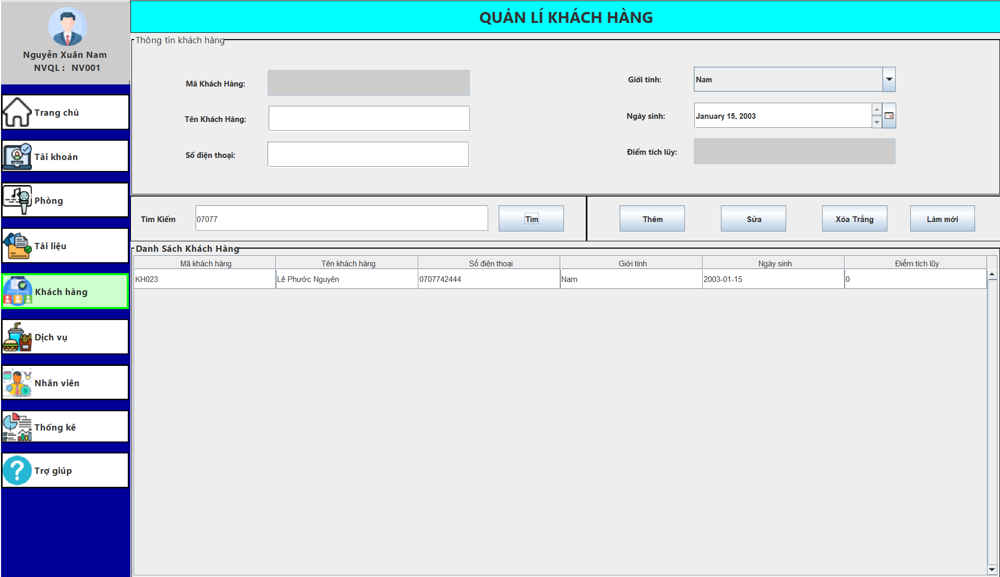 Nguyễn Xuân Nam
NVQL : NV001
Trang chủ
Tài khoản
Phòng
Tài liệu
Khách hàng
Dịch vụ
Nhân viên
Thống kê
Trợ giúp
QUẢN LÍ KHÁCH HÀNG
Thông tin khách hàng
Mã Khách Hàng:
Tên Khách Hàng:
Số điện thoại:
Giới tính: Nam
Ngày sinh: January 15, 2003
Điểm tích lũy:
Tìm Kiếm 07077 Tìm Thêm Sửa Xóa Trắng Làm mới
Danh Sách Khách Hàng
Mã khách hàng Tên khách hàng Số điện thoại Giới tính Ngày sinh Điểm tích lũy
KH023 Lê Phước Nguyên 0707742444 Nam 2003-01-15 0